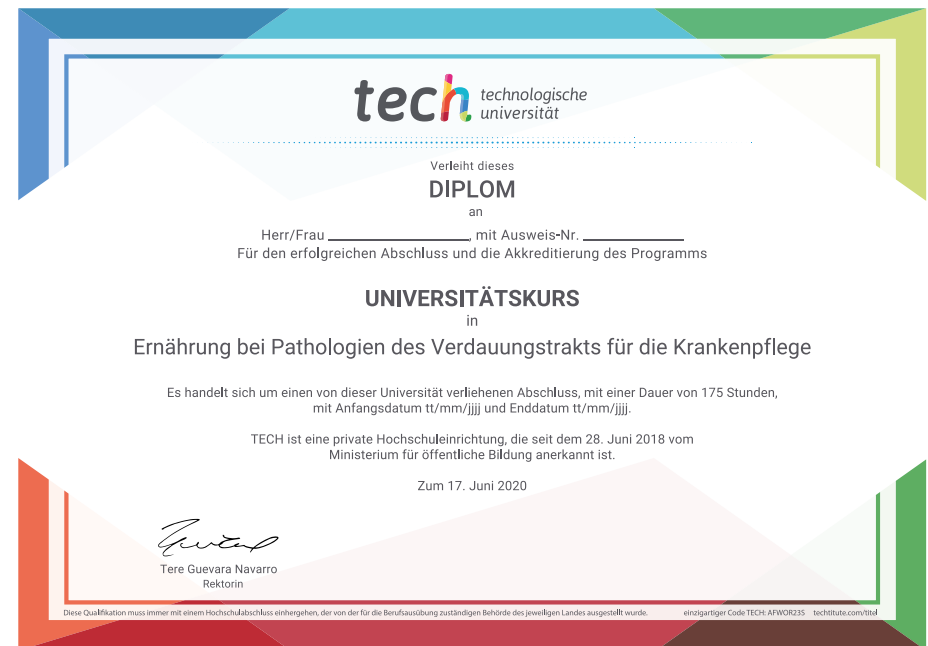 tech technologische
universität
Verleiht dieses
DIPLOM
an
Herr/Frau ____________________, mit Ausweis-Nr. ______________
Für den erfolgreichen Abschluss und die Akkreditierung des Programms
UNIVERSITÄTSKURS
in
Ernährung bei Pathologien des Verdauungstrakts für die Krankenpflege
Es handelt sich um einen von dieser Universität verliehenen Abschluss, mit einer Dauer von 175 Stunden,
mit Anfangsdatum tt/mm/jjjj und Enddatum tt/mm/jjjj.
TECH ist eine private Hochschuleinrichtung, die seit dem 28. Juni 2018 vom
Ministerium für öffentliche Bildung anerkannt ist.
Zum 17. Juni 2020
Tere Guevara Navarro
Rektorin
Diese Qualifikation muss immer mit einem Hochschulabschluss einhergehen, der von der für die Berufsausübung zuständigen Behörde des jeweiligen Landes ausgestellt wurde. einzigartiger Code TECH: AFWOR23S techtitute.com/titel